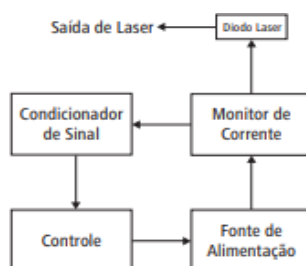 Saída de Laser
Diodo Laser
Condicionador
de Sinal
Monitor de
Corrente
Controle
Fonte de
Alimentação